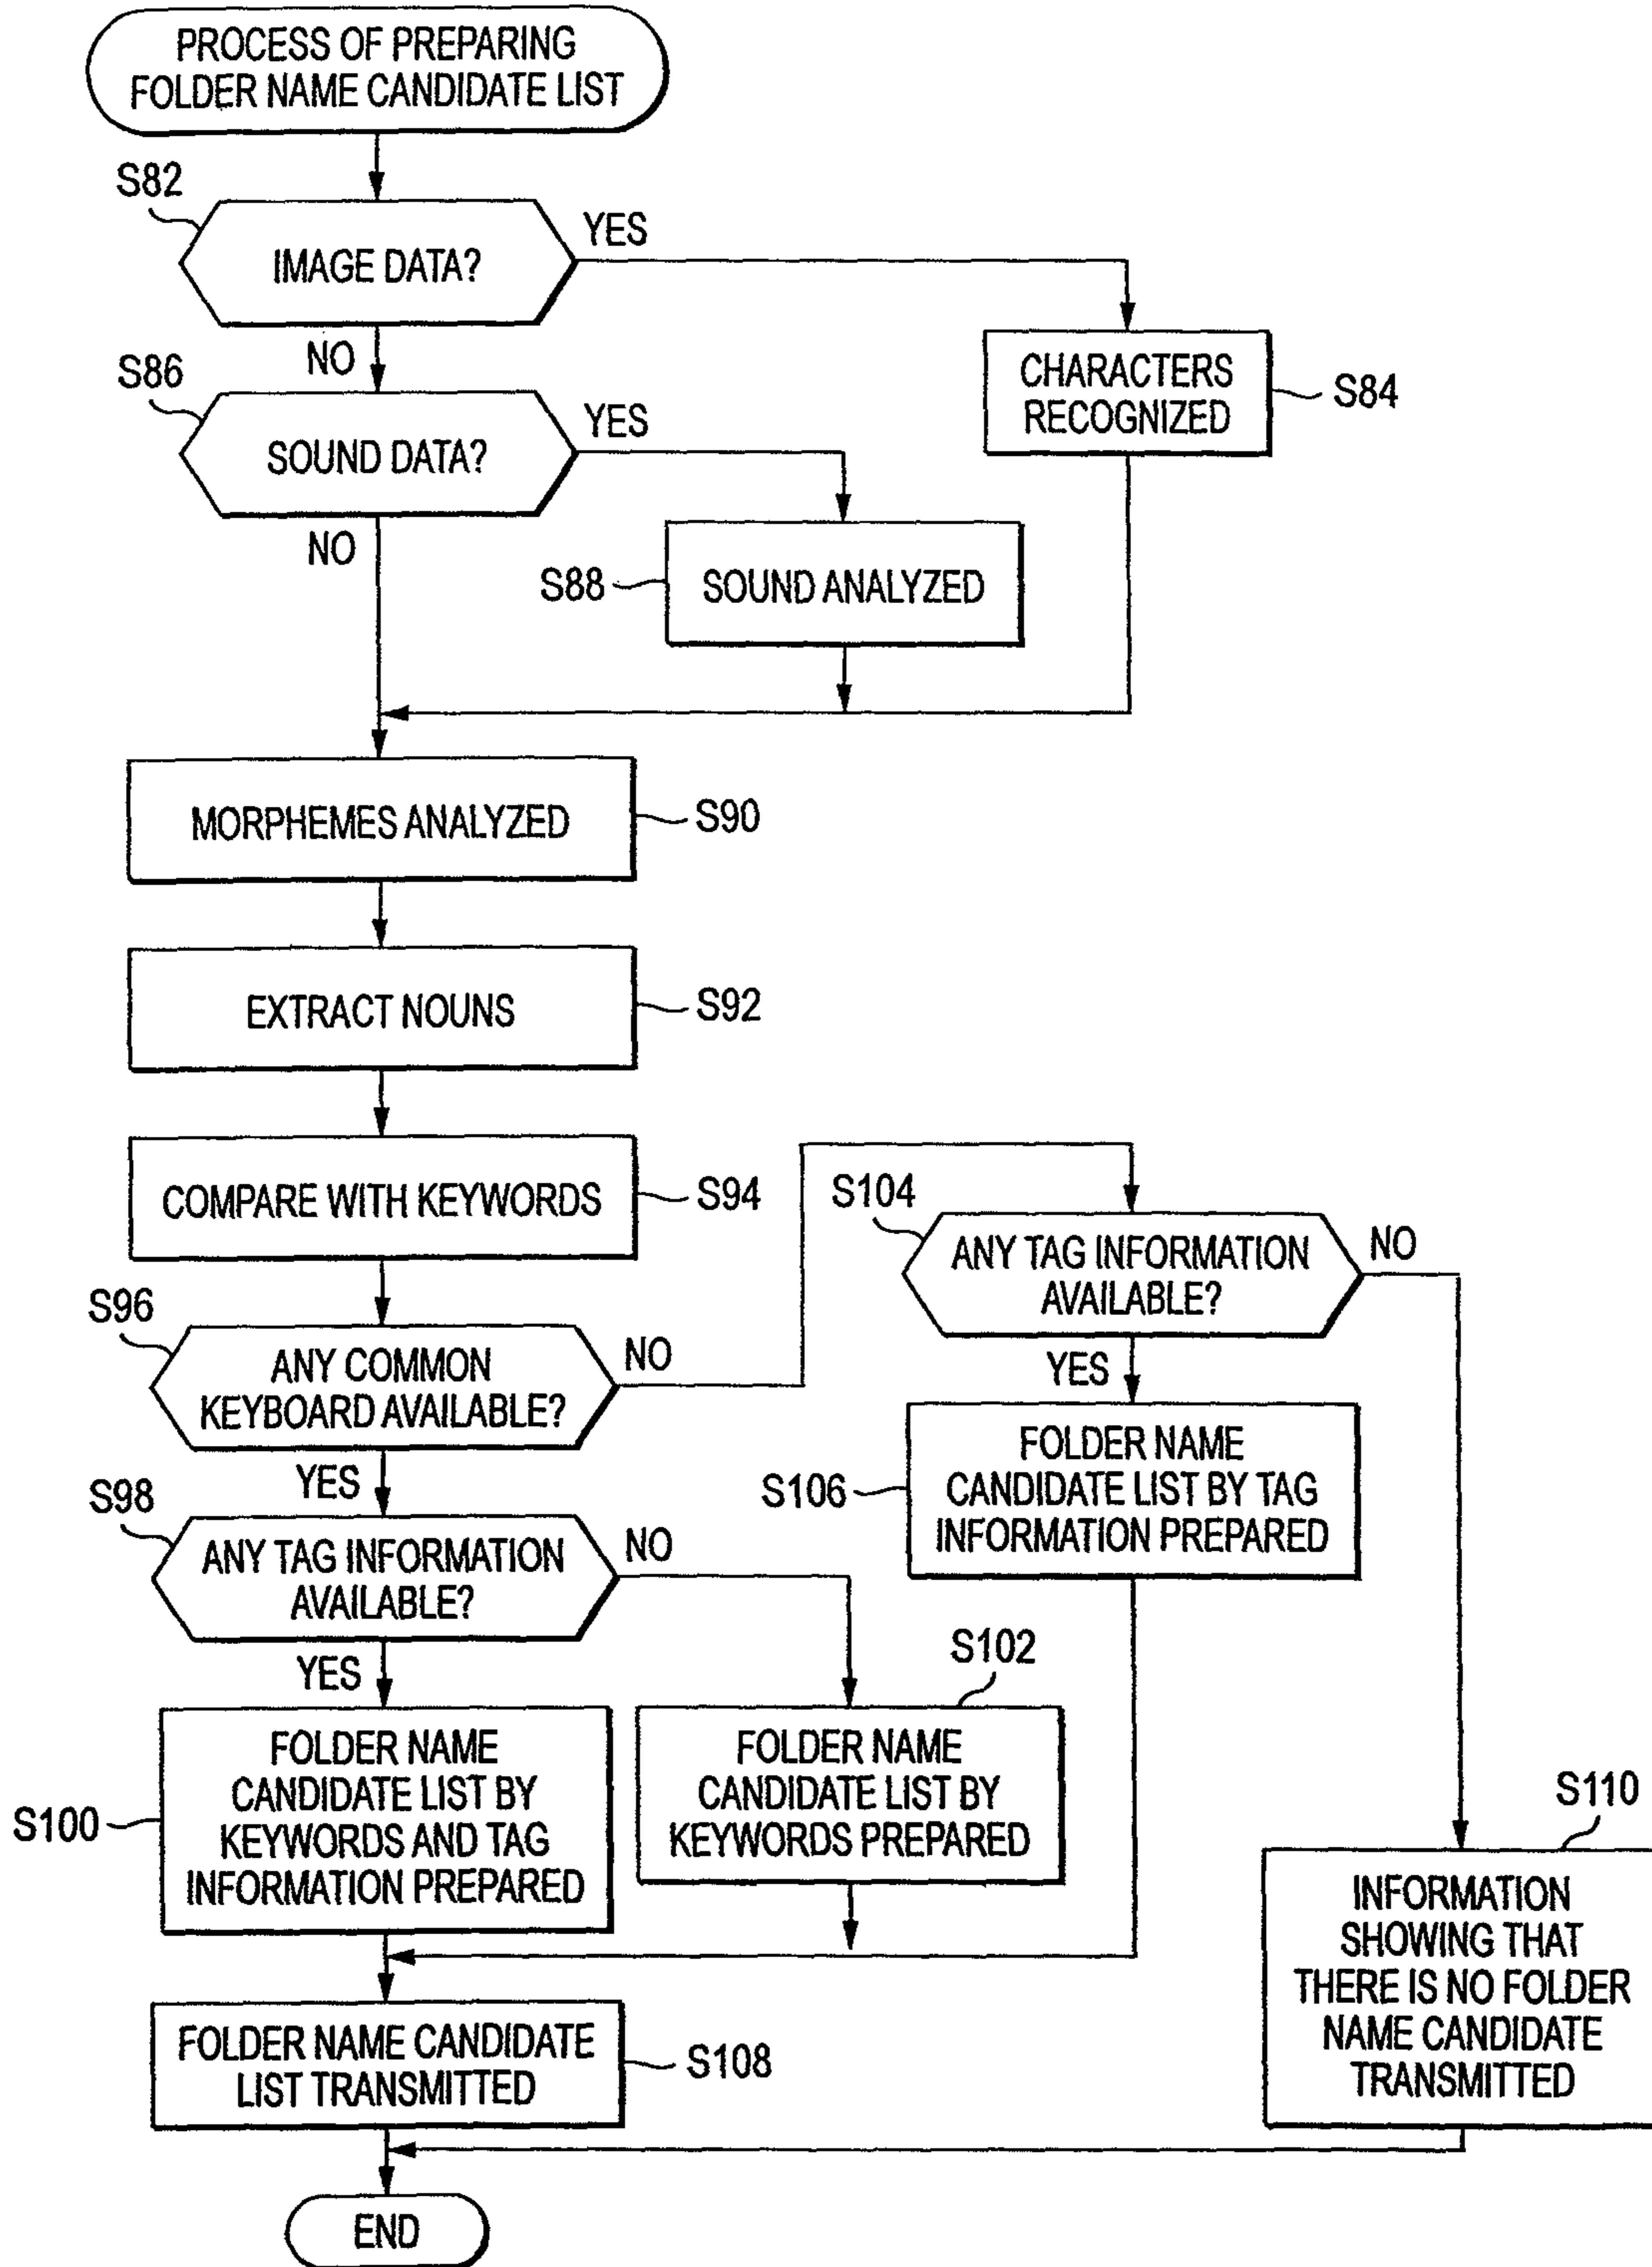 PROCESS OF PREPARING
FOLDER NAME CANDIDATE LIST
S82
IMAGE DATA?
YES
NO
CHARACTERS
RECOGNIZED
S84
S86
SOUND DATA?
YES
NO
S88
SOUND ANALYZED
MORPHEMES ANALYZED
S90
EXTRACT NOUNS
S92
COMPARE WITH KEYWORDS
S94
S96
ANY COMMON
KEYBOARD AVAILABLE?
NO
YES
S104
ANY TAG INFORMATION
AVAILABLE?
NO
YES
S106
FOLDER NAME
CANDIDATE LIST BY TAG
INFORMATION PREPARED
S98
ANY TAG INFORMATION
AVAILABLE?
NO
YES
S100
FOLDER NAME
CANDIDATE LIST BY
KEYWORDS AND TAG
INFORMATION PREPARED
S102
FOLDER NAME
CANDIDATE LIST BY
KEYWORDS PREPARED
S110
INFORMATION
SHOWING THAT
THERE IS NO FOLDER
NAME CANDIDATE
TRANSMITTED
FOLDER NAME CANDIDATE
LIST TRANSMITTED
S108
END